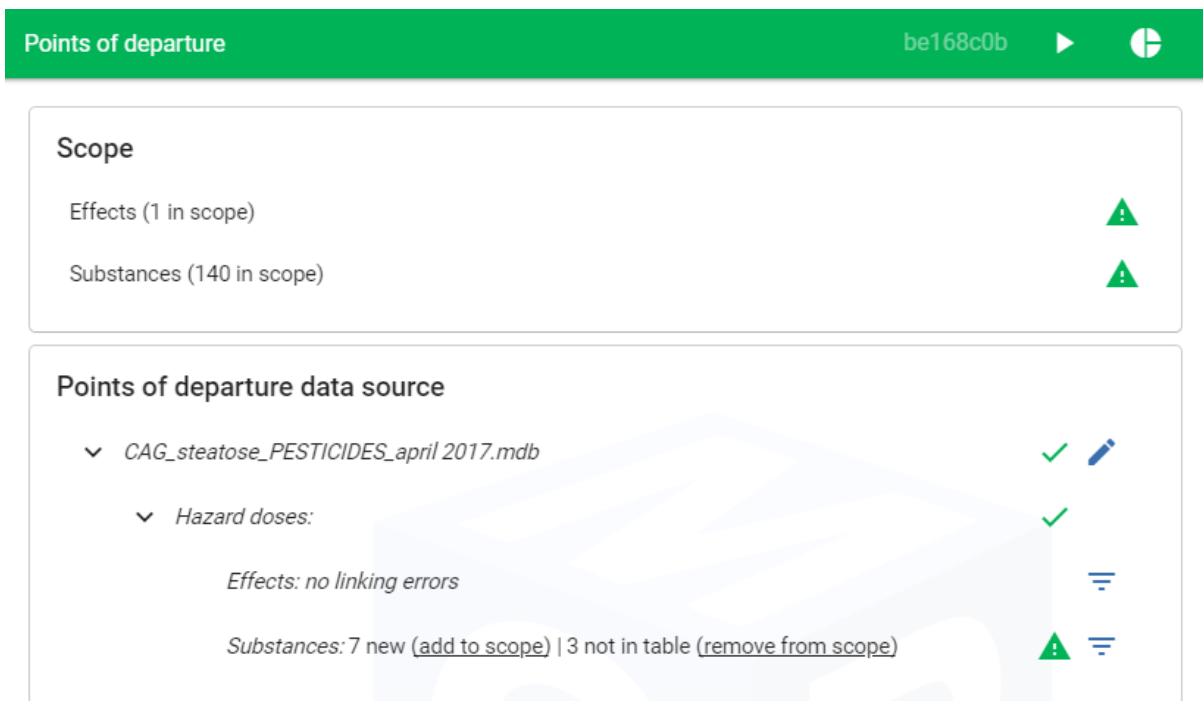 Points of departure be168c0b
Scope
Effects (1 in scope)
Substances (140 in scope)
Points of departure data source
CAG_steatose_PESTICIDES_april 2017.mdb
Hazard doses:
Effects: no linking errors
Substances: 7 new (add to scope) | 3 not in table (remove from scope)